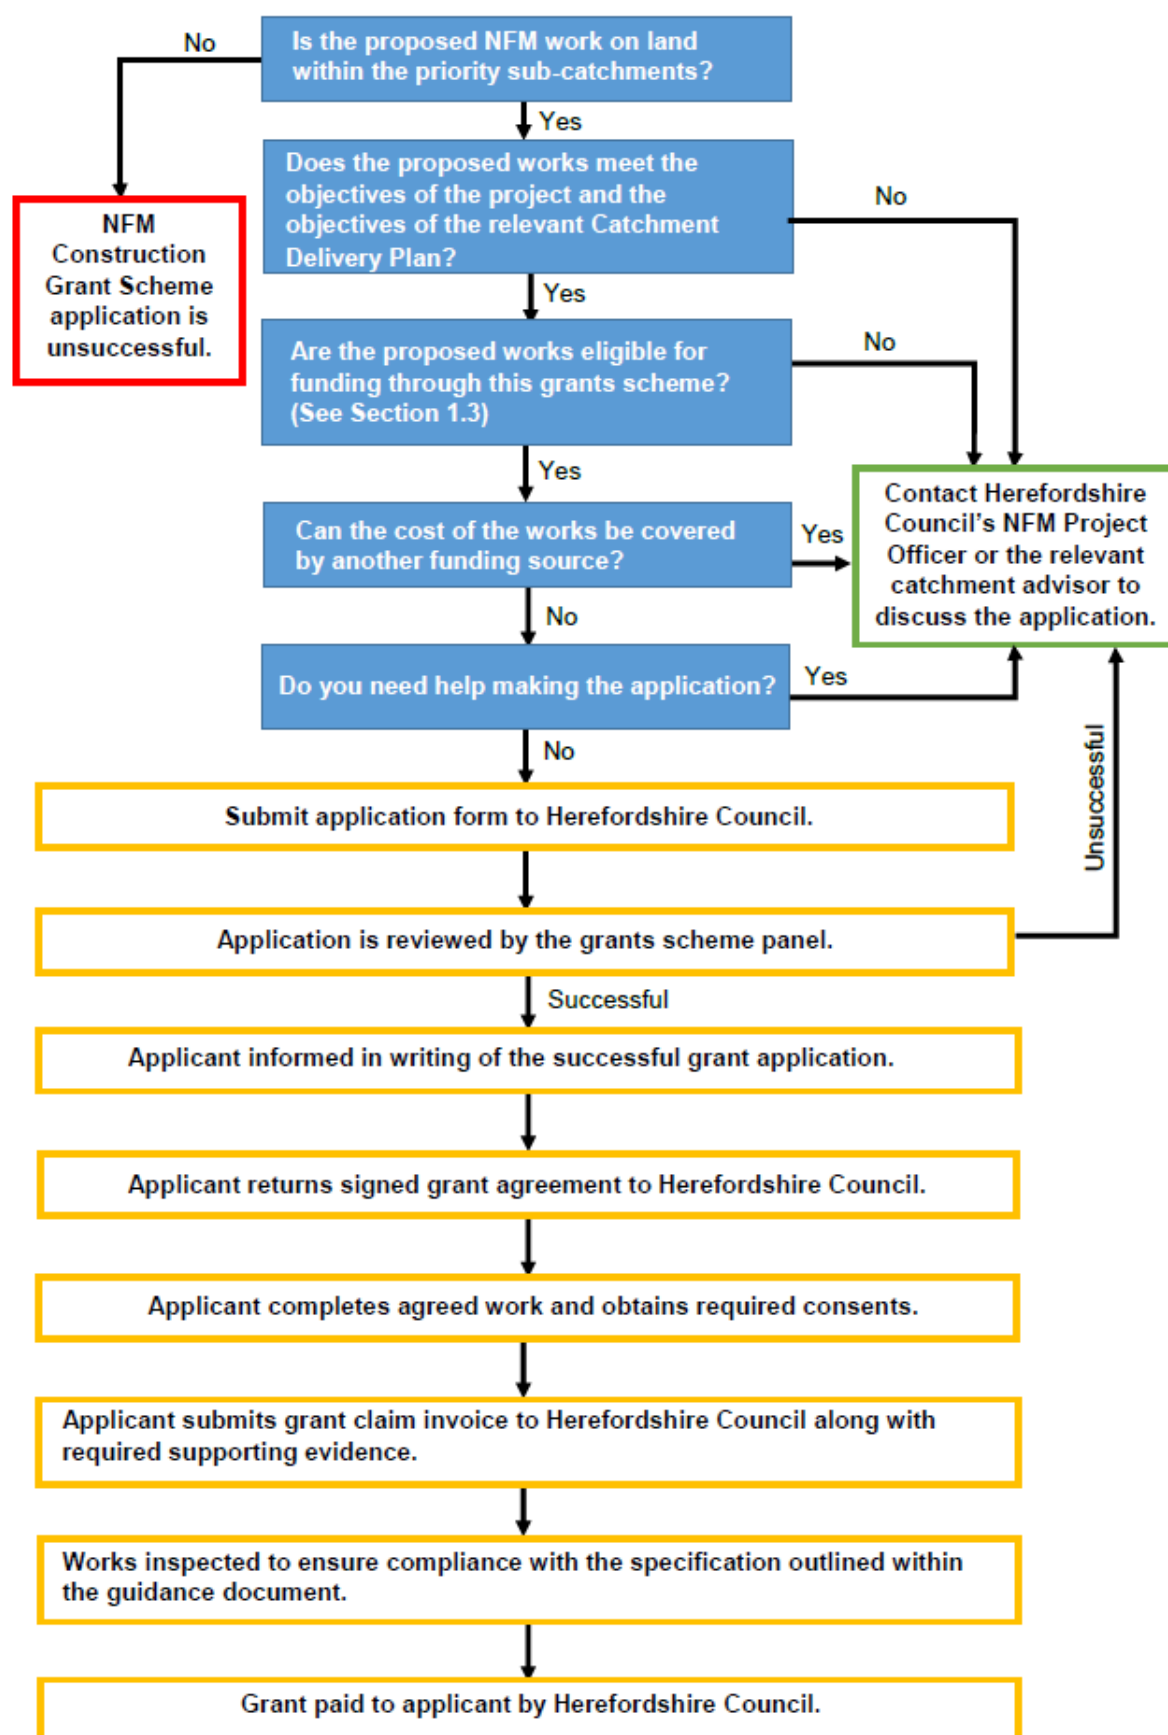 No
Is the proposed NFM work on land
within the priority sub-catchments?
Yes
Does the proposed works meet the
objectives of the project and the
objectives of the relevant Catchment
Delivery Plan?
No
NFM
Construction
Grant Scheme
application is
unsuccessful.
Yes
Are the proposed works eligible for
funding through this grants scheme?
(See Section 1.3)
No
Yes
Can the cost of the works be covered
by another funding source?
Yes
Contact Herefordshire
Council's NFM Project
Officer or the relevant
catchment advisor to
discuss the application.
No
Do you need help making the application?
Yes
No
Unsuccessful
Submit application form to Herefordshire Council.
Application is reviewed by the grants scheme panel.
Successful
Applicant informed in writing of the successful grant application.
Applicant returns signed grant agreement to Herefordshire Council.
Applicant completes agreed work and obtains required consents.
Applicant submits grant claim invoice to Herefordshire Council along with
required supporting evidence.
Works inspected to ensure compliance with the specification outlined within
the guidance document.
Grant paid to applicant by Herefordshire Council.